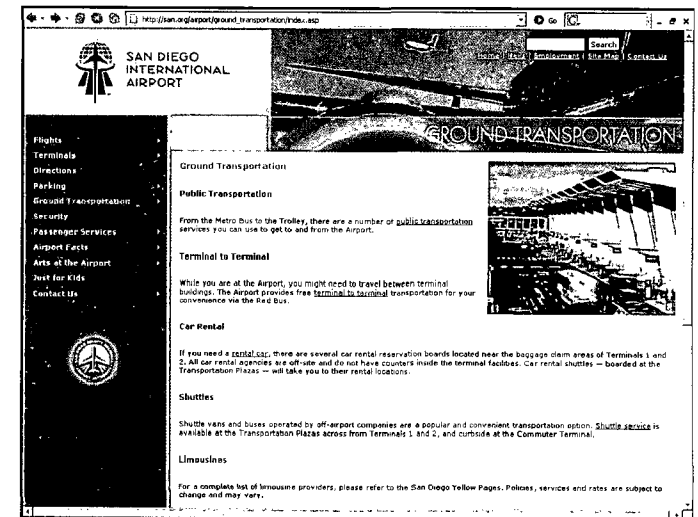 http://san.org/airport/ground_transportation/index.asp
Go
SAN DIEGO
INTERNATIONAL
AIRPORT
Search
Home | | Employment | Site Map | Contact Us
GROUND TRANSPORTATION
Flights
Terminals
Directions
Parking
Ground Transportation
Security
Passenger Services
Airport Facts
Arts at the Airport
Just for Kids
Contact Us
Ground Transportation
Public Transportation
From the Metro Bus to the Trolley, there are a number of public transportation
services you can use to get to and from the Airport.
Terminal to Terminal
While you are at the Airport, you might need to travel between terminal
buildings. The Airport provides free terminal to terminal transportation for your
convenience via the Red Bus.
Car Rental
If you need a rental car, there are several car rental reservation boards located near the baggage claim areas of Terminals 1 and
2. All car rental agencies are off-site and do not have counters inside the terminal facilities. Car rental shuttles — boarded at the
Transportation Plazas — will take you to their rental locations.
Shuttles
Shuttle vans and buses operated by off-airport companies are a popular and convenient transportation option. Shuttle service is
available at the Transportation Plazas across from Terminals 1 and 2, and curbside at the Commuter Terminal.
Limousines
For a complete list of limousine providers, please refer to the San Diego Yellow Pages. Policies, services and rates are subject to
change and may vary.